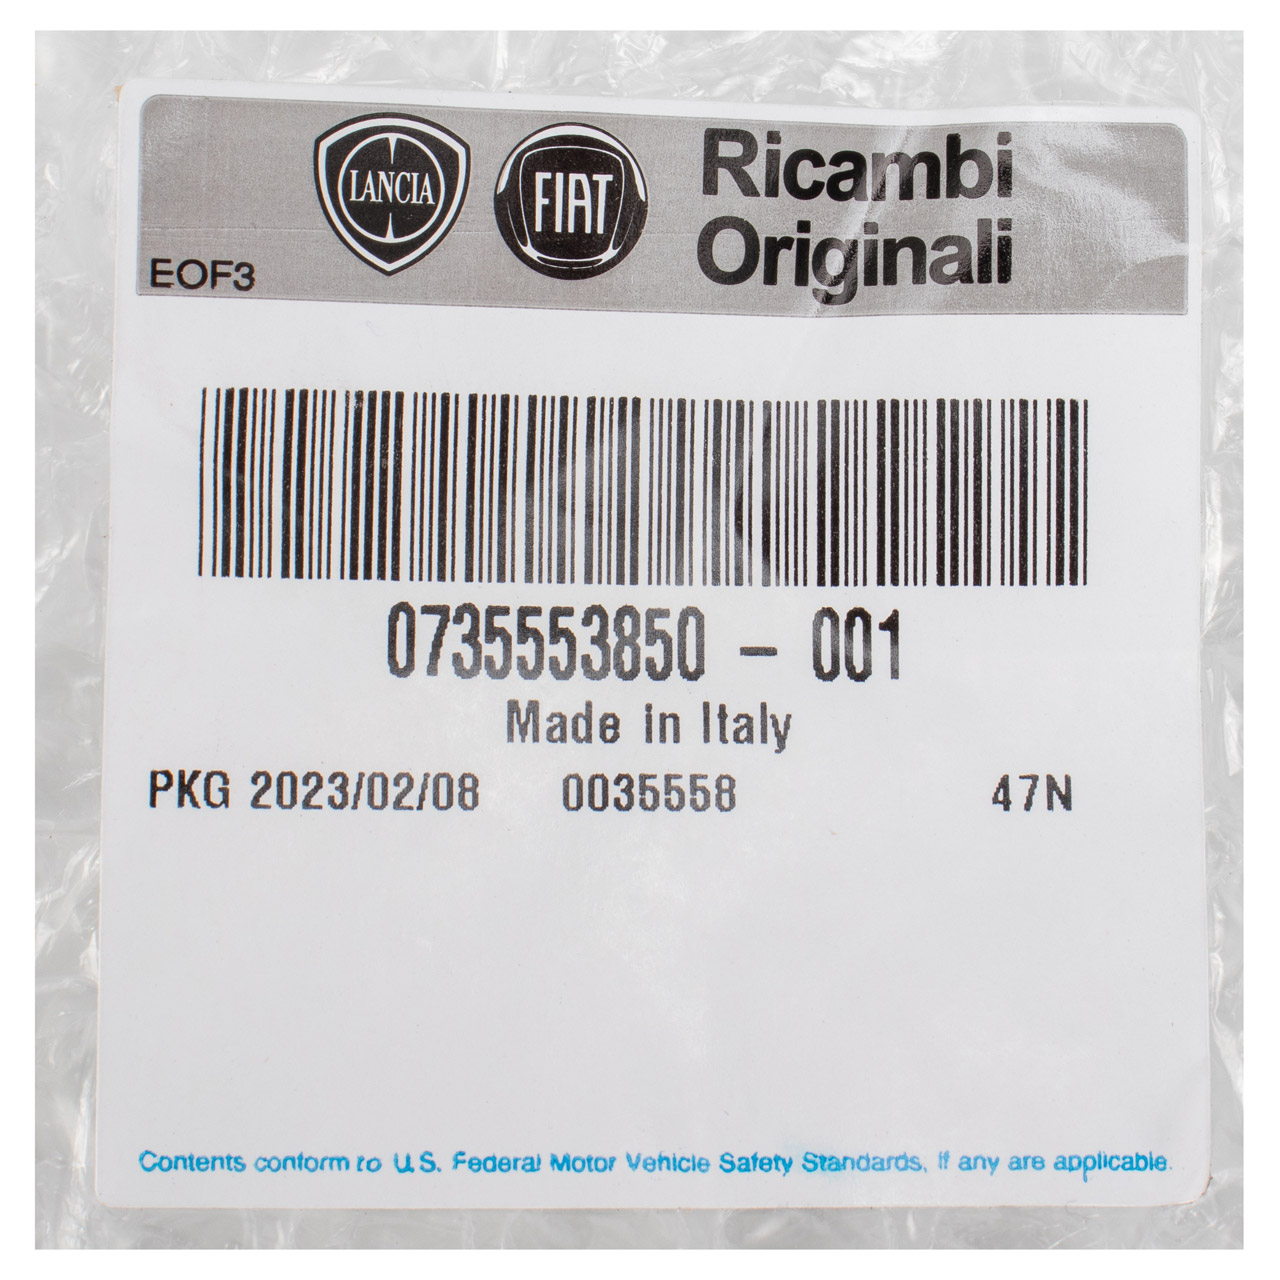 LANCIA FIAT Ricambi
Originali
EOF3
0735553850 - 001
Made in Italy
PKG 2023/02/08 0035558 47N
Contents conform to U.S. Federal Motor Vehicle Safety Standards, if any are applicable.